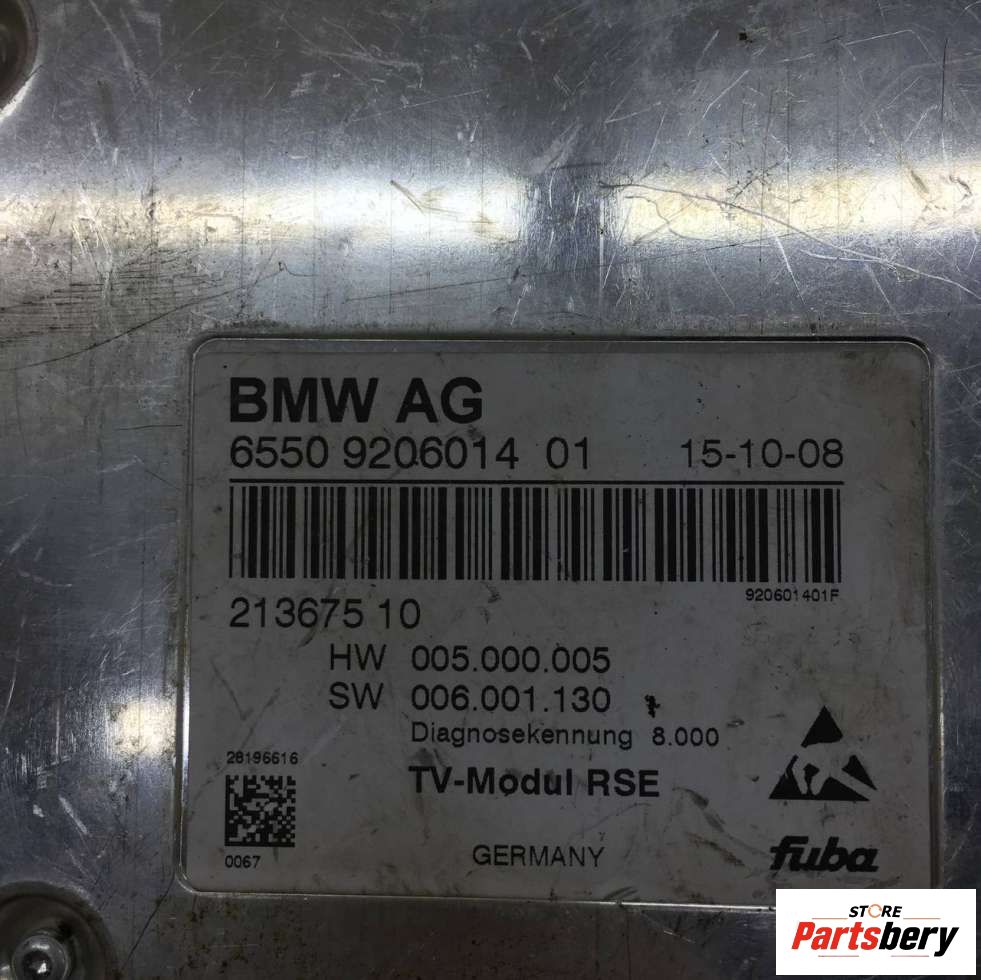 BMW AG
6550 9206014 01 15-10-08
920601401F
213675 10
HW 005.000.005
SW 006.001.130
Diagnosekennung 8.000
28196616
TV-Modul RSE
0067
GERMANY
fuba
STORE
Partsbery